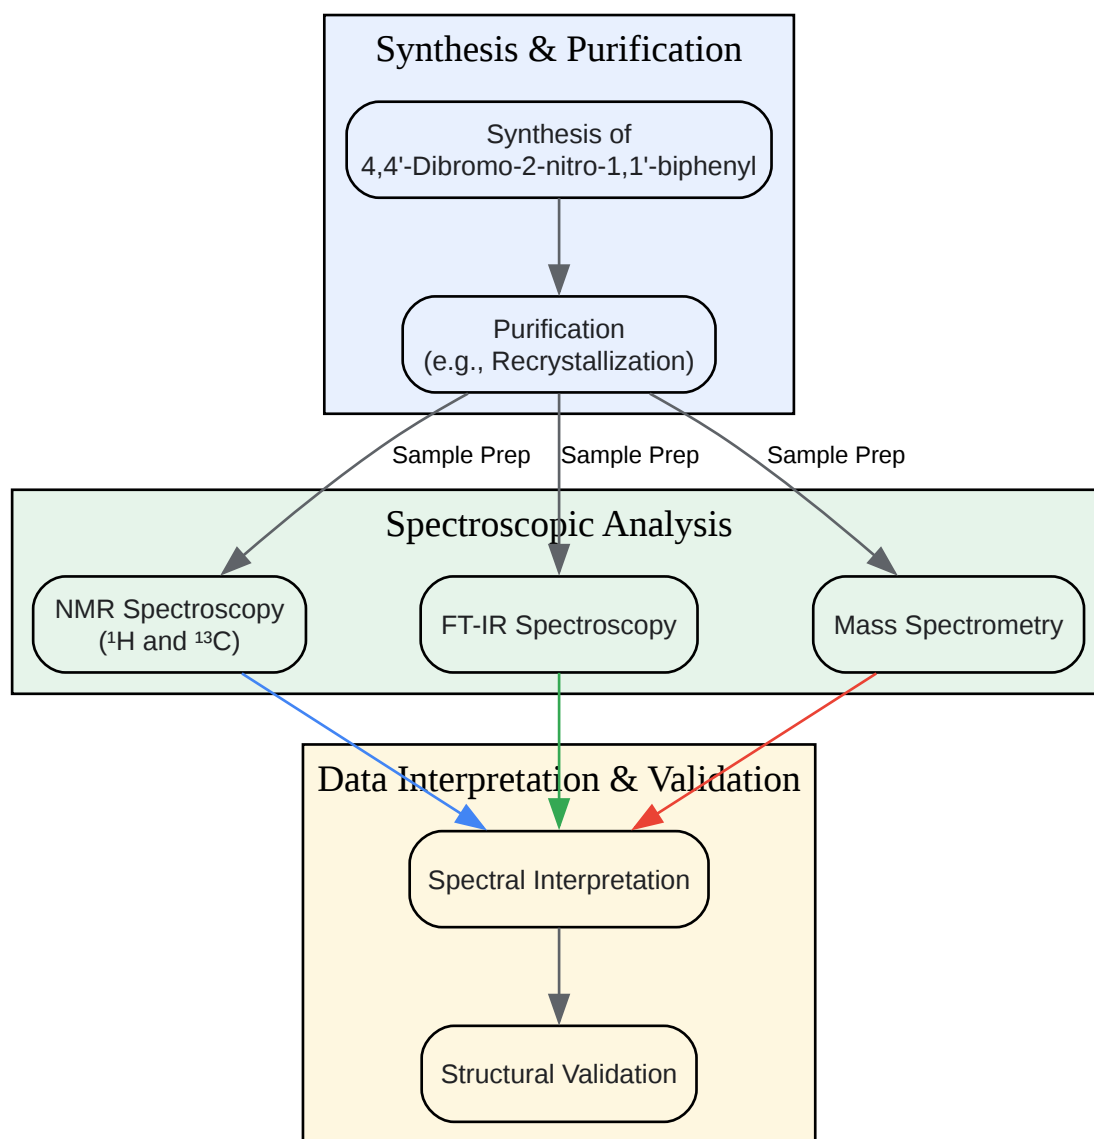 Synthesis & Purification
Synthesis of
4,4'-Dibromo-2-nitro-1,1'-biphenyl
Purification
(e.g., Recrystallization)
Sample Prep
Sample Prep
Sample Prep
Spectroscopic Analysis
NMR Spectroscopy
(¹H and ¹³C)
FT-IR Spectroscopy
Mass Spectrometry
Data Interpretation & Validation
Spectral Interpretation
Structural Validation